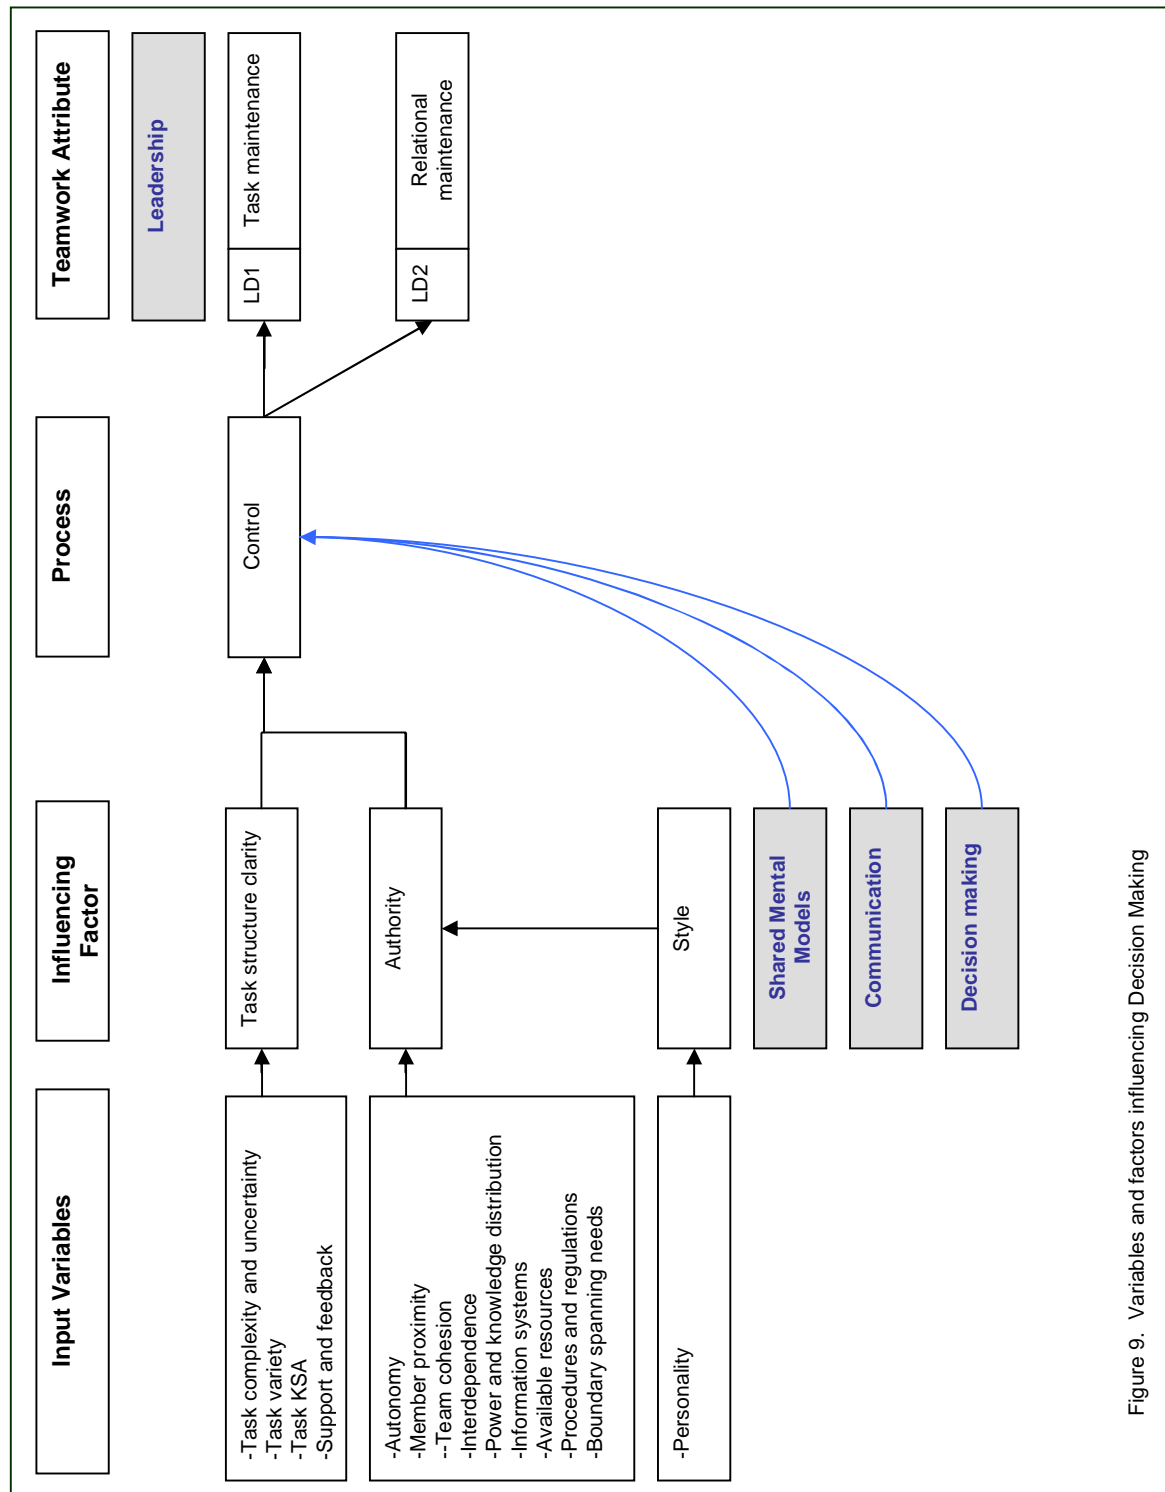 Input Variables
Influencing
Factor
Process
Teamwork Attribute
Leadership
-Task complexity and uncertainty
-Task variety
-Task KSA
-Support and feedback
Task structure clarity
Control
LD1
Task maintenance
-Autonomy
-Member proximity
--Team cohesion
-Interdependence
-Power and knowledge distribution
-Information systems
-Available resources
-Procedures and regulations
-Boundary spanning needs
Authority
LD2
Relational
maintenance
-Personality
Style
Shared Mental
Models
Communication
Decision making
Figure 9. Variables and factors influencing Decision Making